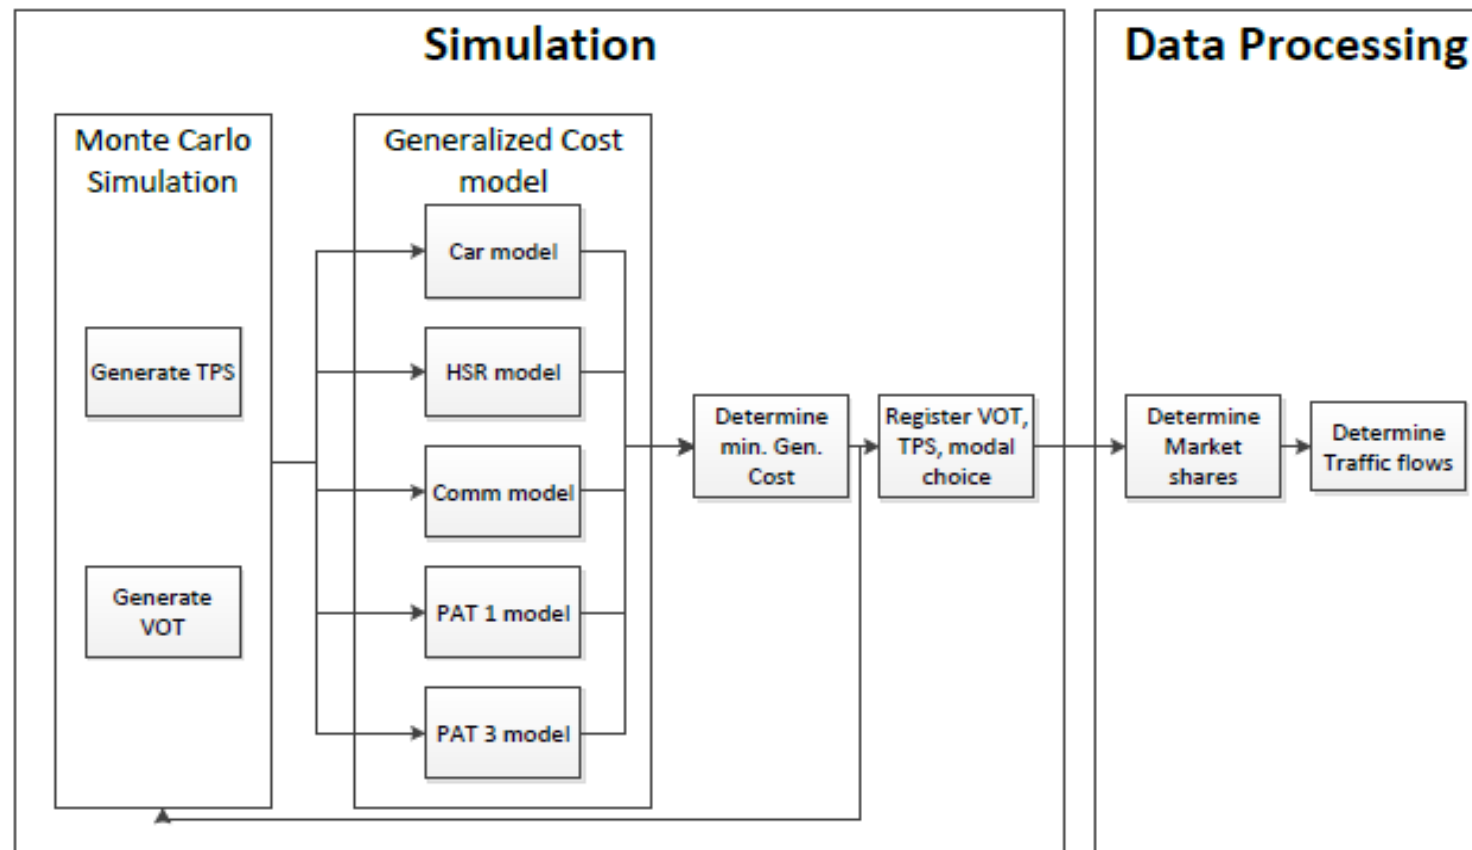 Simulation
Data Processing
Monte Carlo
Simulation
Generate TPS
Generate
VOT
Generalized Cost
model
Car model
HSR model
Comm model
PAT 1 model
PAT 3 model
Determine
min. Gen.
Cost
Register VOT,
TPS, modal
choice
Determine
Market
shares
Determine
Traffic flows